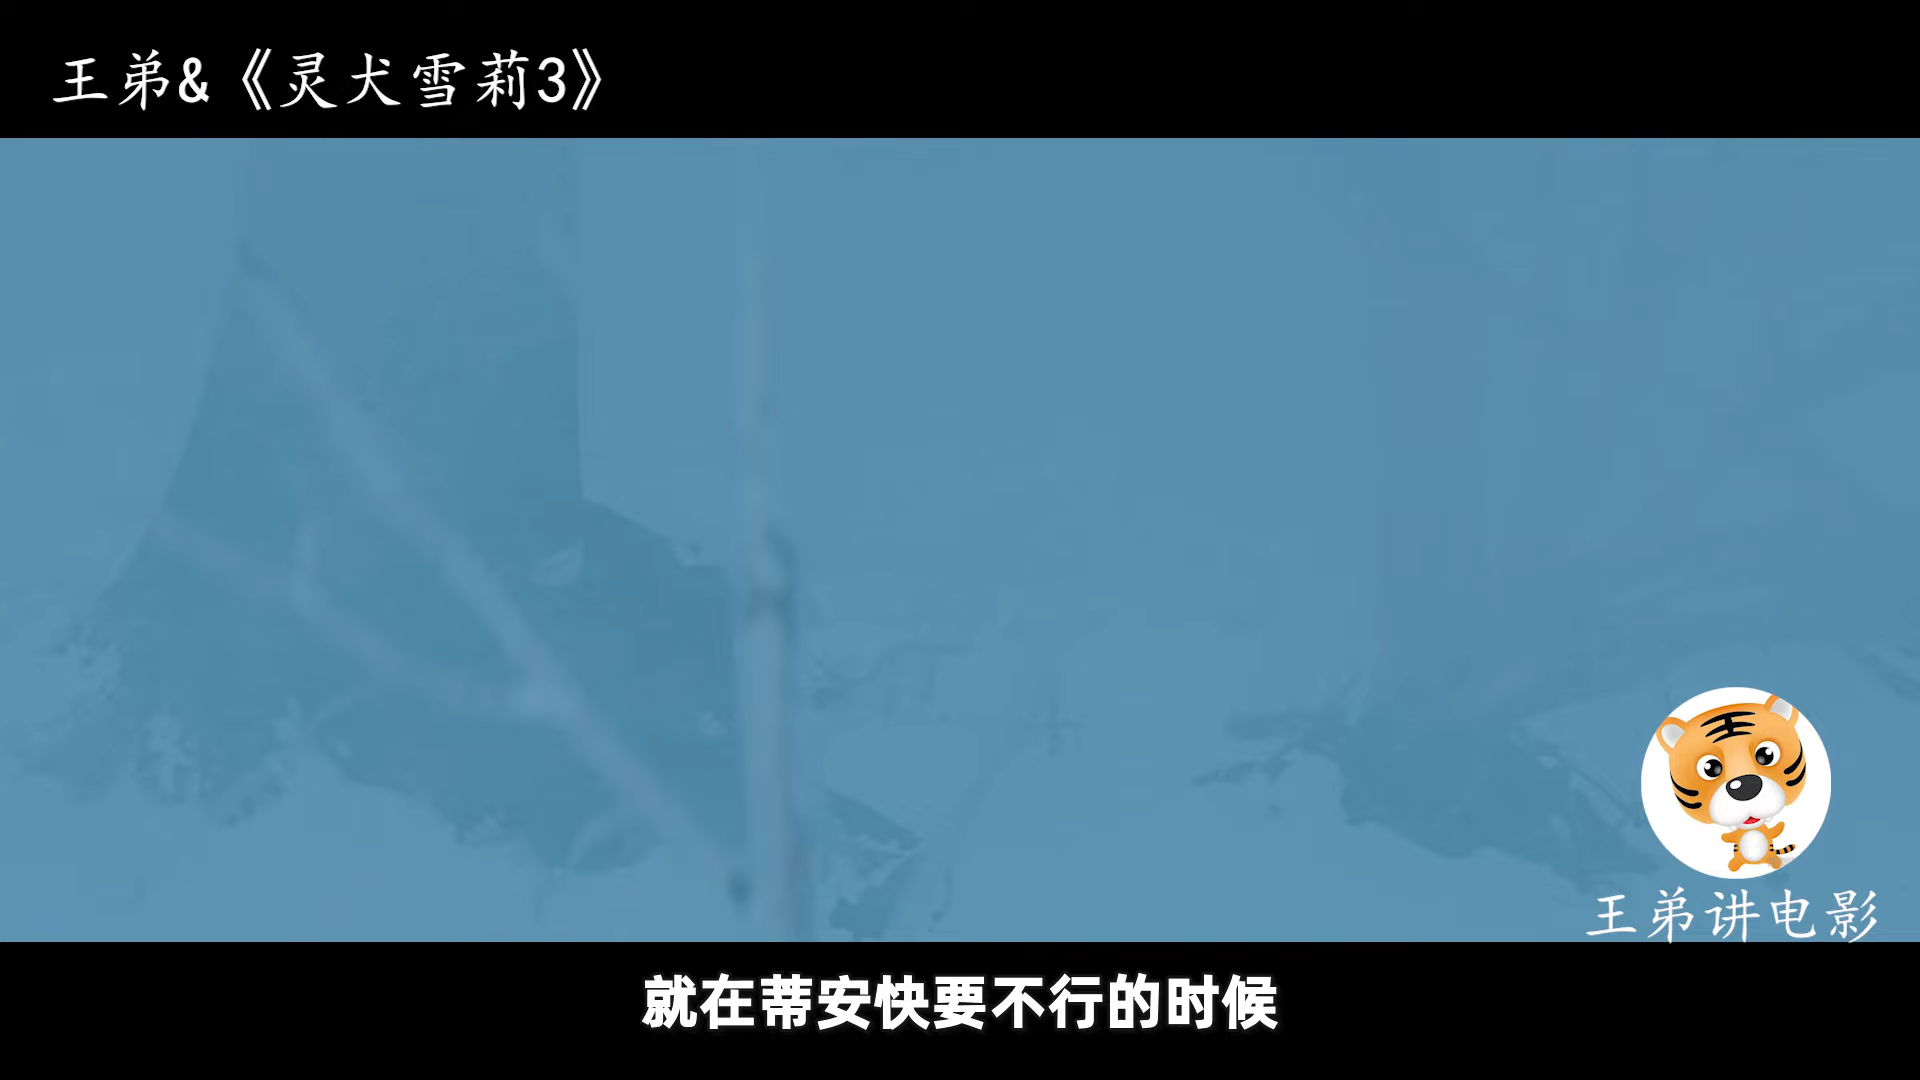 王弟&《灵犬雪莉3》
王
王弟讲电影
就在蒂安快要不行的时候